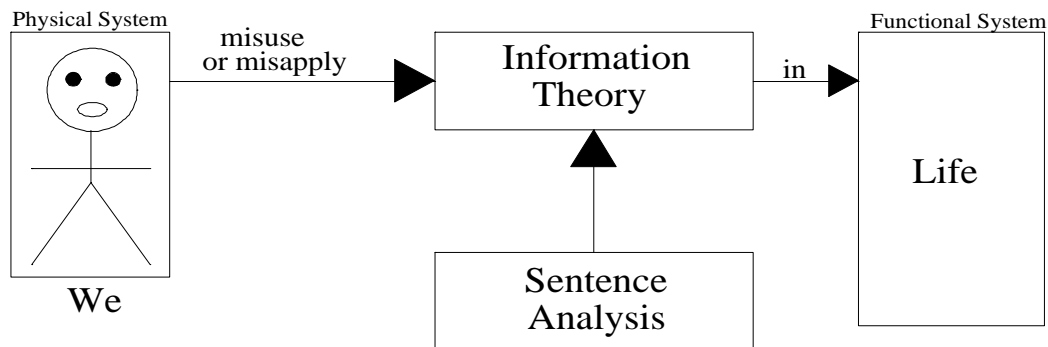 Physical System
Functional System
misuse
or misapply
Information
Theory
in
Life
We
Sentence
Analysis